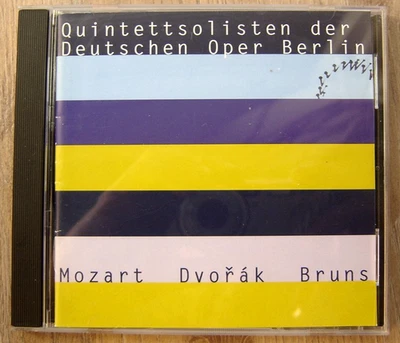 Quintettsolisten der
Deutschen Oper Berlin
Mozart Dvořák Bruns